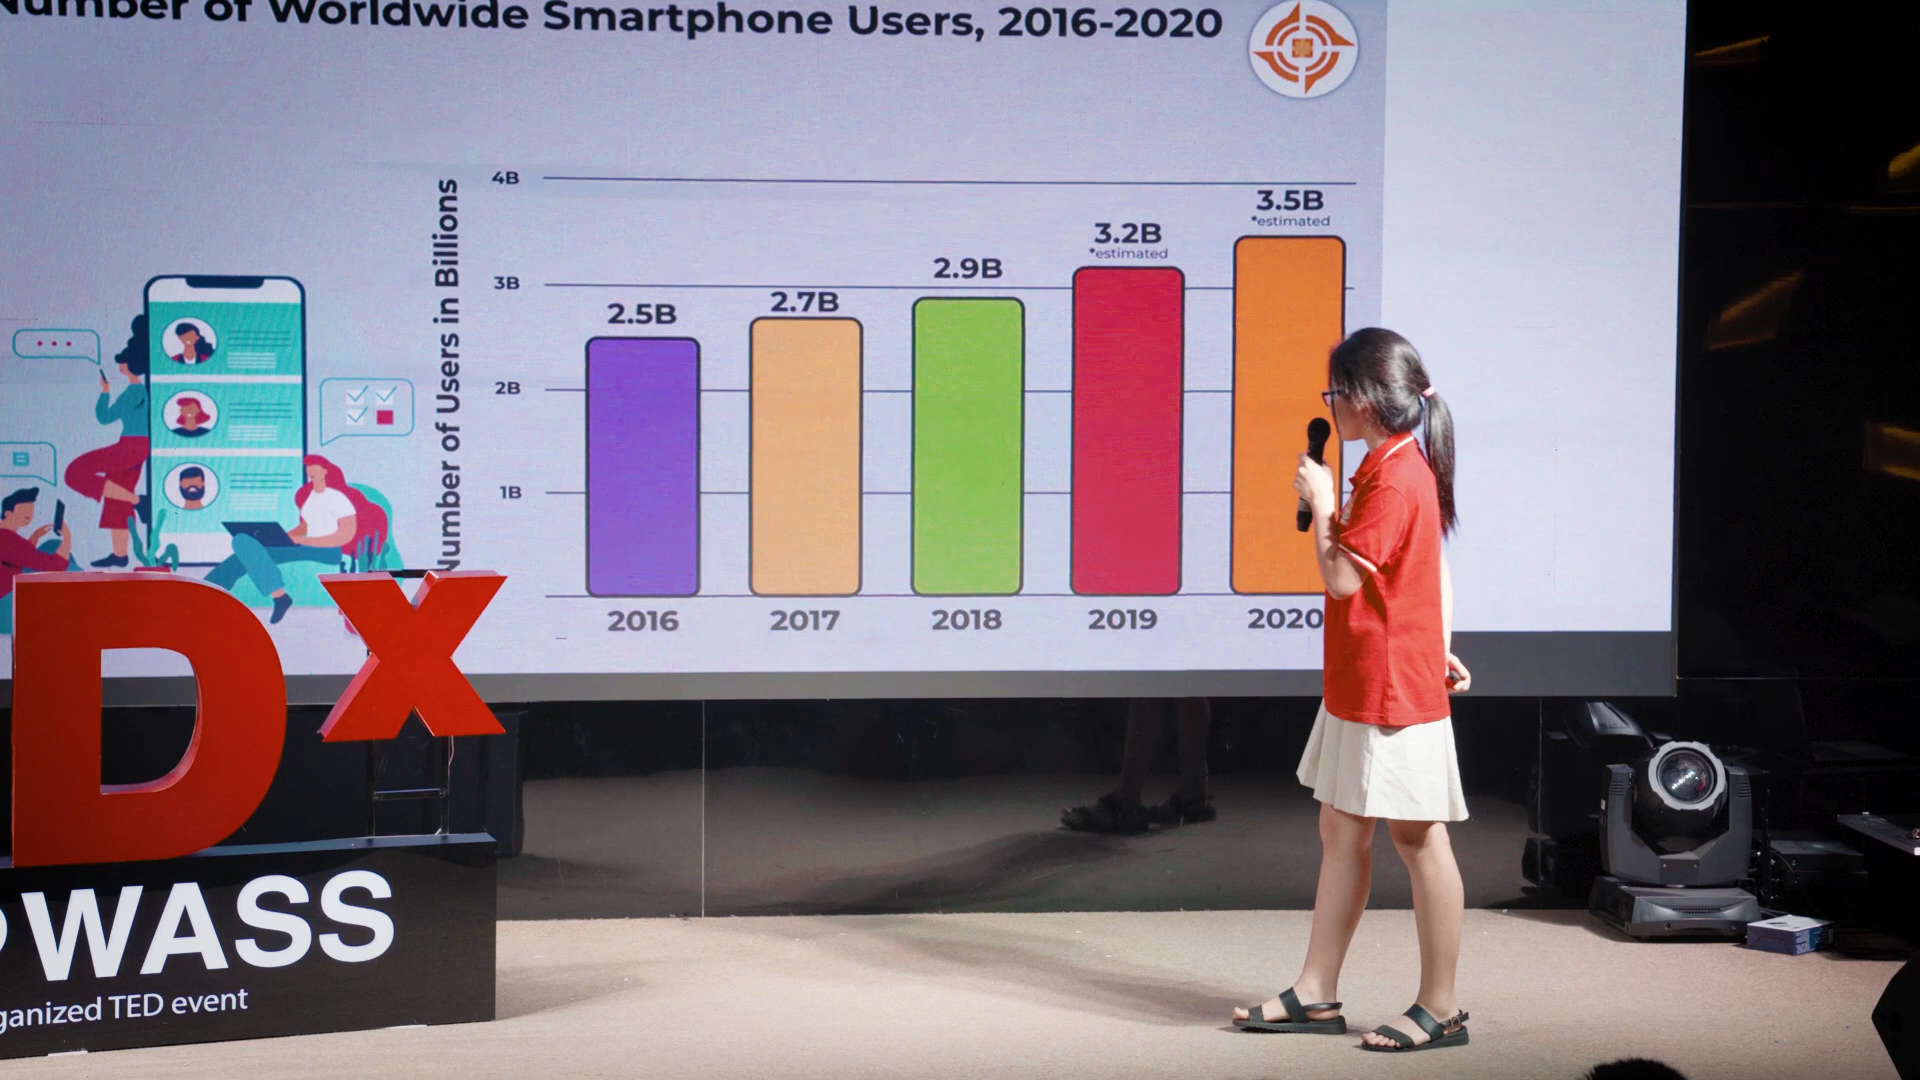 Number of Worldwide Smartphone Users, 2016-2020
Number of Users in Billions
4B
3B
2B
1B
2.5B
2.7B
2.9B
3.2B
*estimated
3.5B
*estimated
2016
2017
2018
2019
2020
Dx
WASS
ganized TED event